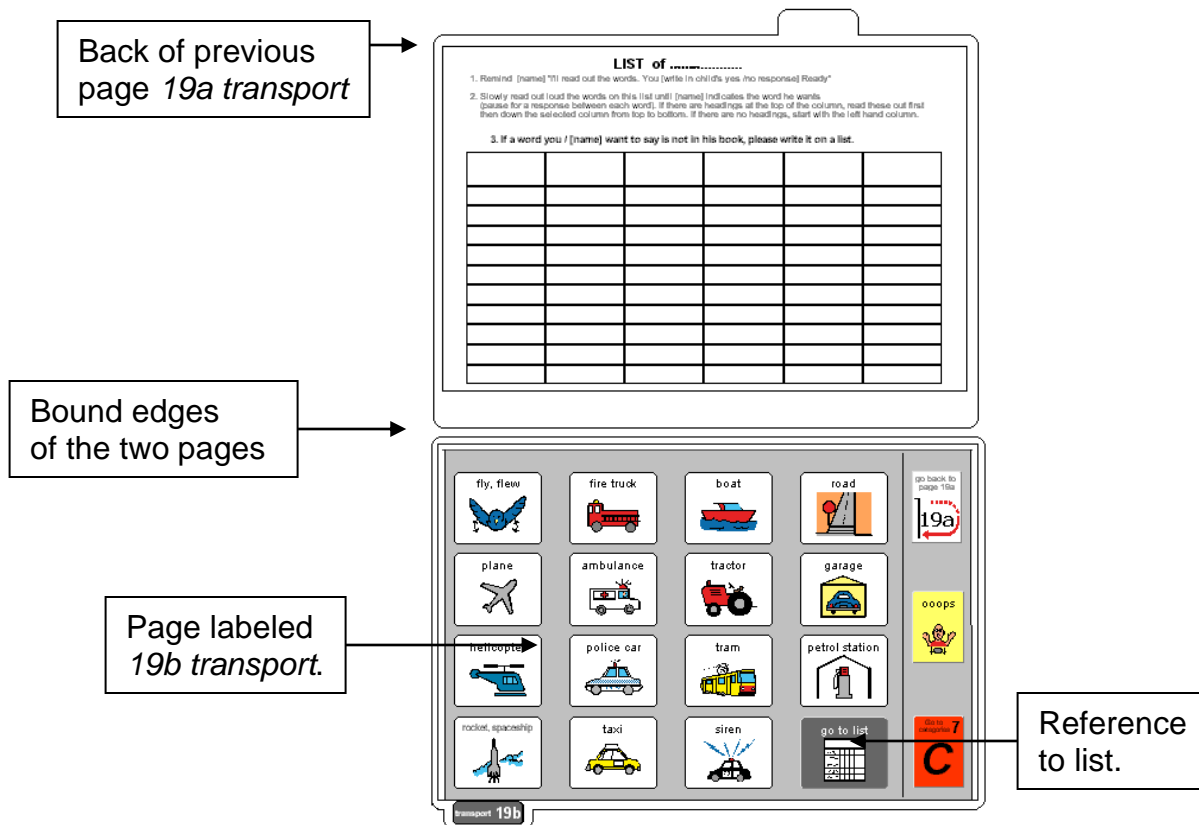 Back of previous
page 19a transport
LIST of ....................
1. Remind [name] "I'll read out the words. You [write in child's yes /no response] Ready"
2. Slowly read out loud the words on this list until [name] indicates the word he wants
(pause for a response between each word). If there are headings at the top of the column, read these out first
then down the selected column from top to bottom. If there are no headings, start with the left hand column.
3. If a word you / [name] want to say is not in his book, please write it on a list.
Bound edges
of the two pages
fly, flew
fire truck
boat
road
go back to
page 19a
19a
plane
ambulance
tractor
garage
ooops
Page labeled
19b transport.
helicopter
police car
tram
petrol station
rocket, spaceship
taxi
siren
go to list
Go to
categories 7
C
Reference
to list.
transport 19b